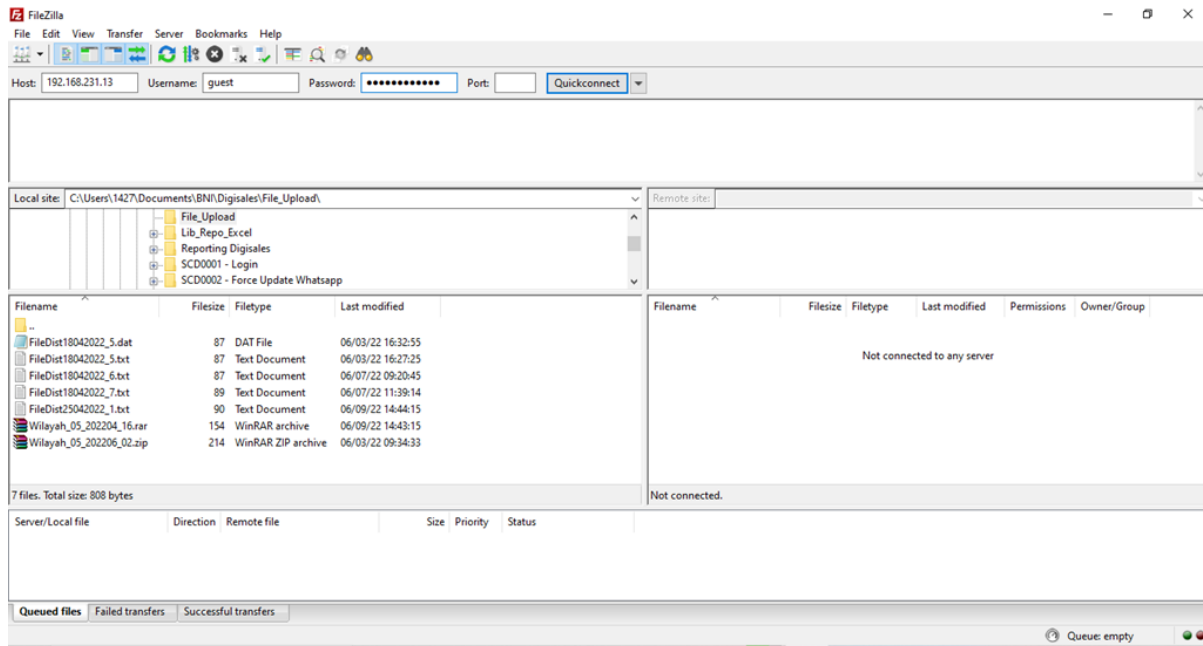 FileZilla
File Edit View Transfer Server Bookmarks Help
Host: 192.168.231.13 Username: guest Password: •••••••••••• Port: Quickconnect
Local site: C:\Users\1427\Documents\BNI\Digisales\File_Upload\ Remote site:
File_Upload
Lib_Repo_Excel
Reporting Digisales
SCD0001 - Login
SCD0002 - Force Update Whatsapp
Filename Filesize Filetype Last modified
..
FileDist18042022_5.dat 87 DAT File 06/03/22 16:32:55
FileDist18042022_5.txt 87 Text Document 06/03/22 16:27:25
FileDist18042022_6.txt 87 Text Document 06/07/22 09:20:45
FileDist18042022_7.txt 89 Text Document 06/07/22 11:39:14
FileDist25042022_1.txt 90 Text Document 06/09/22 14:44:15
Wilayah_05_202204_16.rar 154 WinRAR archive 06/09/22 14:43:15
Wilayah_05_202206_02.zip 214 WinRAR ZIP archive 06/03/22 09:34:33
7 files. Total size: 808 bytes
Filename Filesize Filetype Last modified Permissions Owner/Group
Not connected to any server
Not connected.
Server/Local file Direction Remote file Size Priority Status
Queued files Failed transfers Successful transfers
Queue: empty